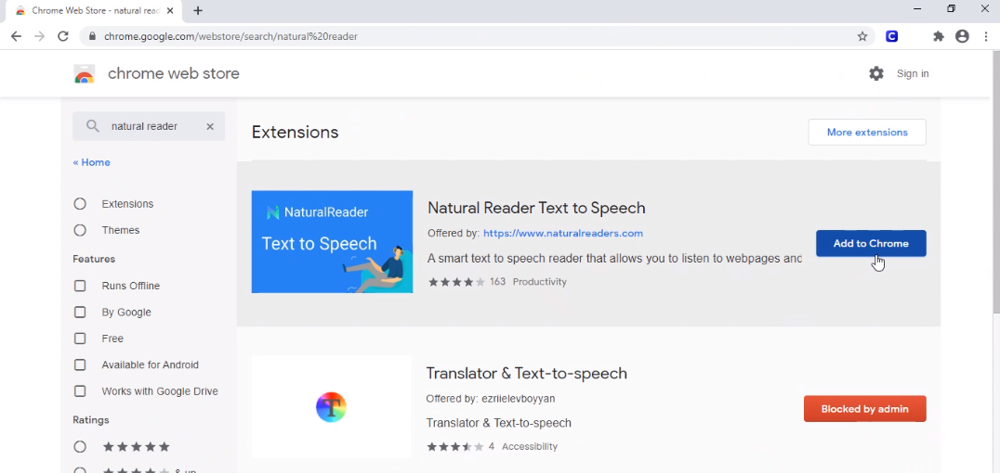 Chrome Web Store - natural read
chrome.google.com/webstore/search/natural%20reader
chrome web store
Sign in
natural reader
« Home
Extensions
Themes
Features
Runs Offline
By Google
Free
Available for Android
Works with Google Drive
Ratings
& up
Extensions
More extensions
NaturalReader
Text to Speech
Natural Reader Text to Speech
Offered by: https://www.naturalreaders.com
A smart text to speech reader that allows you to listen to webpages and
163 Productivity
Add to Chrome
T
Translator & Text-to-speech
Offered by: ezriielevboyyan
Translator & Text-to-speech
4 Accessibility
Blocked by admin